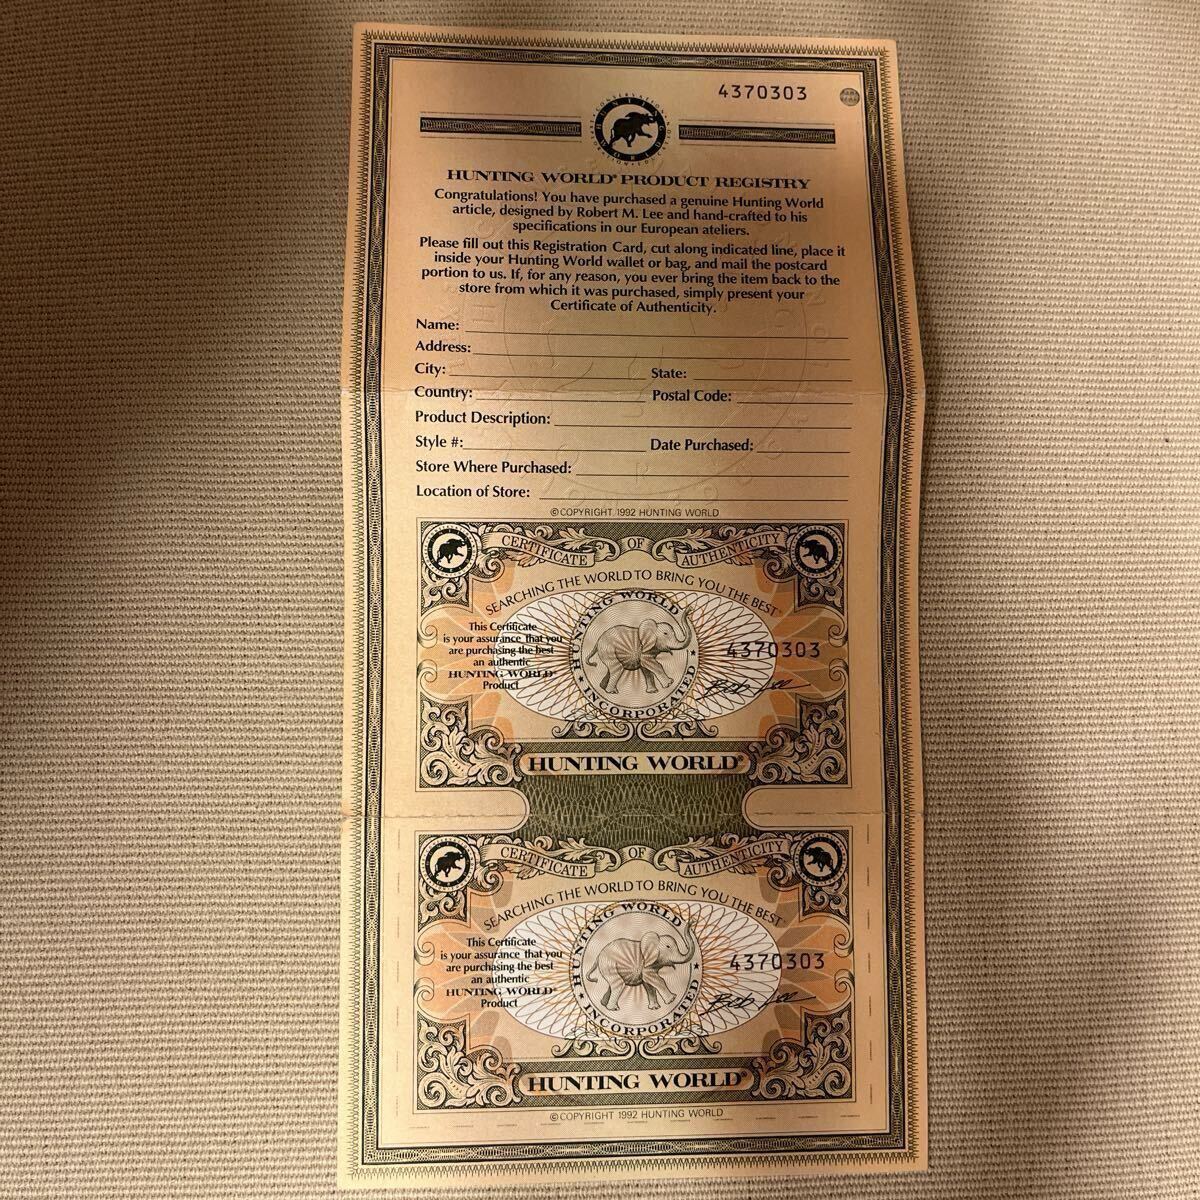 4370303
HUNTING WORLD
HUNTING WORLD® PRODUCT REGISTRY
Congratulations! You have purchased a genuine Hunting World
article, designed by Robert M. Lee and hand-crafted to his
specifications in our European ateliers.
Please fill out this Registration Card, cut along indicated line, place it
inside your Hunting World wallet or bag, and mail the postcard
portion to us. If, for any reason, you ever bring the item back to the
store from which it was purchased, simply present your
Certificate of Authenticity.
Name:
Address:
City: State:
Country: Postal Code:
Product Description:
Style #: Date Purchased:
Store Where Purchased:
Location of Store:
©COPYRIGHT 1992 HUNTING WORLD
CERTIFICATE OF AUTHENTICITY
SEARCHING THE WORLD TO BRING YOU THE BEST®
This Certificate
is your assurance that you
are purchasing the best
an authentic
HUNTING WORLD®
Product
HUNTING WORLD
INCORPORATED
4370303
Bob Lee
HUNTING WORLD®
CERTIFICATE OF AUTHENTICITY
SEARCHING THE WORLD TO BRING YOU THE BEST®
This Certificate
is your assurance that you
are purchasing the best
an authentic
HUNTING WORLD®
Product
HUNTING WORLD
INCORPORATED
4370303
Bob Lee
HUNTING WORLD®
©COPYRIGHT 1992 HUNTING WORLD